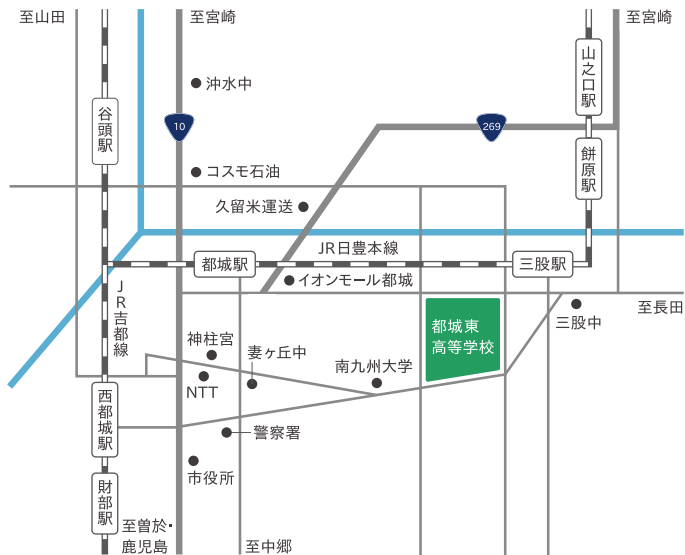 至山田
至宮崎
至宮崎
山之口駅
沖水中
谷頭駅
10
269
餅原駅
コスモ石油
久留米運送
JR日豊本線
都城駅
三股駅
イオンモール都城
JR吉都線
至長田
都城東
高等学校
三股中
神柱宮
妻ヶ丘中
南九州大学
NTT
西都城駅
警察署
市役所
財部駅
至曽於・
鹿児島
至中郷